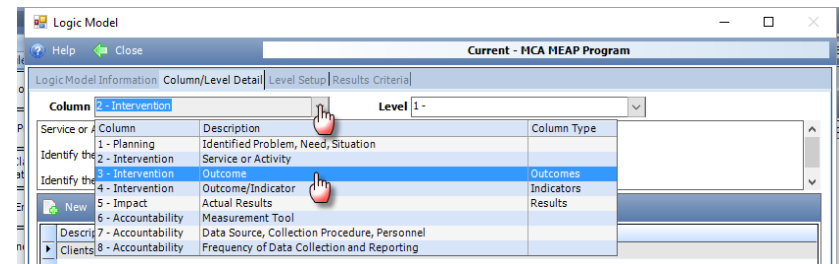 Logic Model
Help Close Current - MCA MEAP Program
Logic Model Information Column/Level Detail Level Setup Results Criteria
Column 2 - Intervention Level 1 -
Service or
Column Description Column Type
1 - Planning Identified Problem, Need, Situation
Identify the
2 - Intervention Service or Activity
3 - Intervention Outcome Outcomes
Identify the
4 - Intervention Outcome/Indicator Indicators
5 - Impact Actual Results Results
New
6 - Accountability Measurement Tool
Descrip
7 - Accountability Data Source, Collection Procedure, Personnel
Clients
8 - Accountability Frequency of Data Collection and Reporting